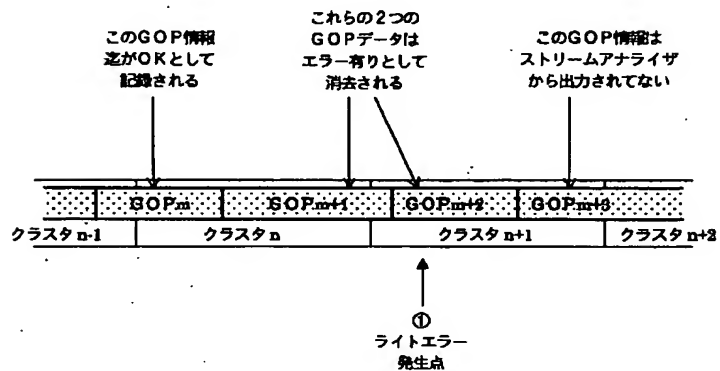 このGOP情報
迄がOKとして
記録される
これらの2つの
GOPデータは
エラー有りとして
消去される
このGOP情報は
ストリームアナライザ
から出力されてない
GOPm
GOPm+1
GOPm+2
GOPm+3
クラスタ n-1
クラスタ n
クラスタ n+1
クラスタ n+2
①
ライトエラー
発生点